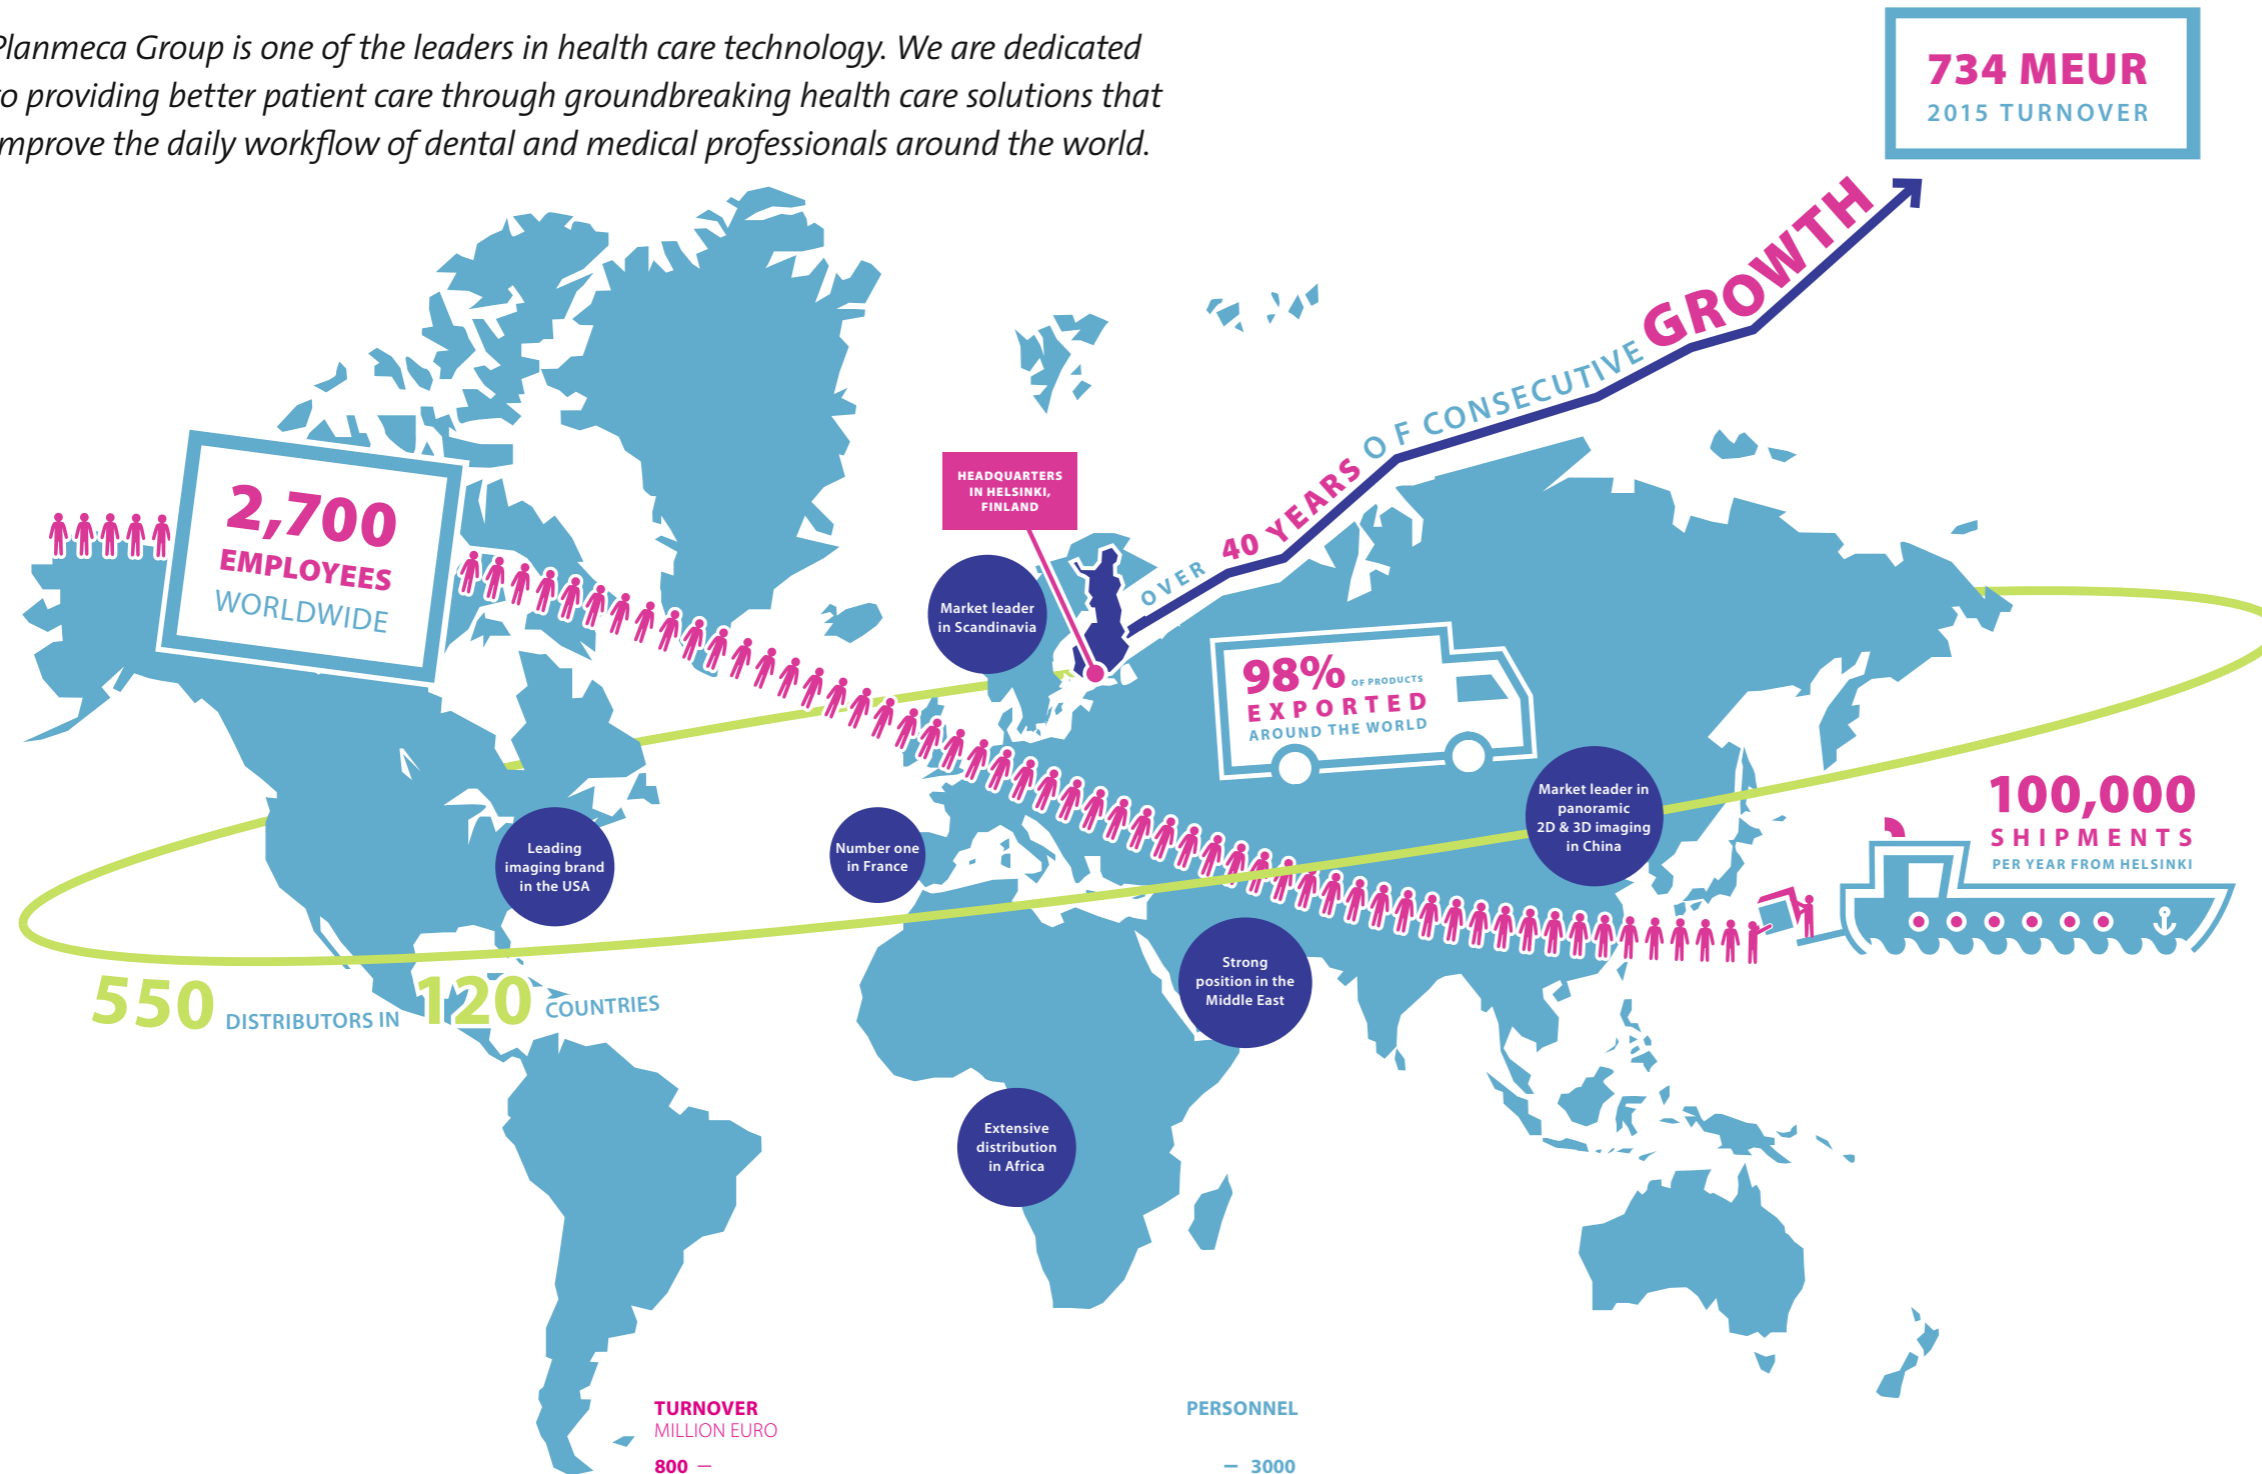 Planmeca Group is one of the leaders in health care technology. We are dedicated
to providing better patient care through groundbreaking health care solutions that
improve the daily workflow of dental and medical professionals around the world.
734 MEUR
2015 TURNOVER
OVER 40 YEARS OF CONSECUTIVE GROWTH
HEADQUARTERS
IN HELSINKI,
FINLAND
2,700
EMPLOYEES
WORLDWIDE
Market leader
in Scandinavia
98% OF PRODUCTS
EXPORTED
AROUND THE WORLD
Market leader in
panoramic
2D & 3D imaging
in China
100,000
SHIPMENTS
PER YEAR FROM HELSINKI
Leading
imaging brand
in the USA
Number one
in France
Strong
position in the
Middle East
550 DISTRIBUTORS IN 120 COUNTRIES
Extensive
distribution
in Africa
TURNOVER
MILLION EURO
800
PERSONNEL
3000